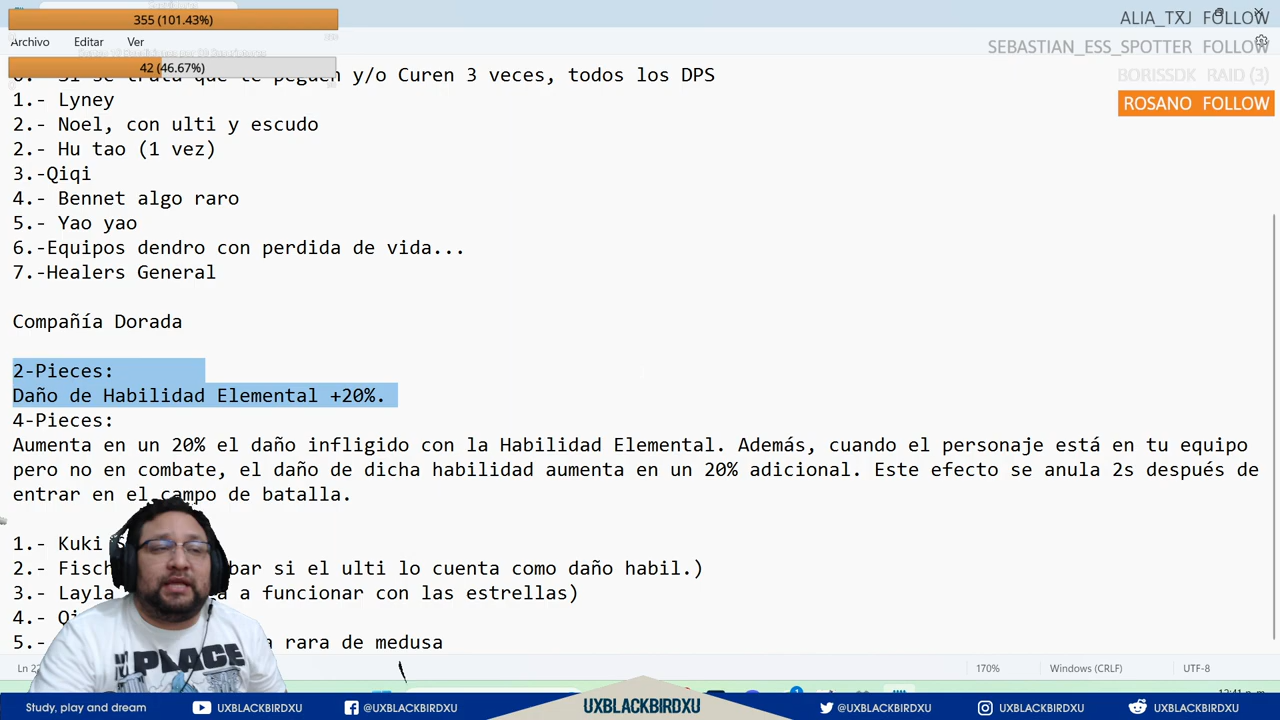 355 (101.43%)
ALIA_TXJ FOLLOW
Archivo Editar Ver
SEBASTIAN_ESS_SPOTTER FOLLOW
42 (46.67%)
y/o Curen 3 veces, todos los DPS
BORISSDK RAID (3)
1.- Lyney
ROSANO FOLLOW
2.- Noel, con ulti y escudo
2.- Hu tao (1 vez)
3.-Qiqi
4.- Bennet algo raro
5.- Yao yao
6.-Equipos dendro con perdida de vida...
7.-Healers General
Compañía Dorada
2-Pieces:
Daño de Habilidad Elemental +20%.
4-Pieces:
Aumenta en un 20% el daño infligido con la Habilidad Elemental. Además, cuando el personaje está en tu equipo
pero no en combate, el daño de dicha habilidad aumenta en un 20% adicional. Este efecto se anula 2s después de
entrar en el campo de batalla.
1.- Kuki
2.- Fisch bar si el ulti lo cuenta como daño habil.)
3.- Layla a funcionar con las estrellas)
4.- Qi
5.- a rara de medusa
Ln 22
170% Windows (CRLF) UTF-8
PLACE
Study, play and dream UXBLACKBIRDXU @UXBLACKBIRDXU UXBLACKBIRDXU @UXBLACKBIRDXU UXBLACKBIRDXU UXBLACKBIRDXU